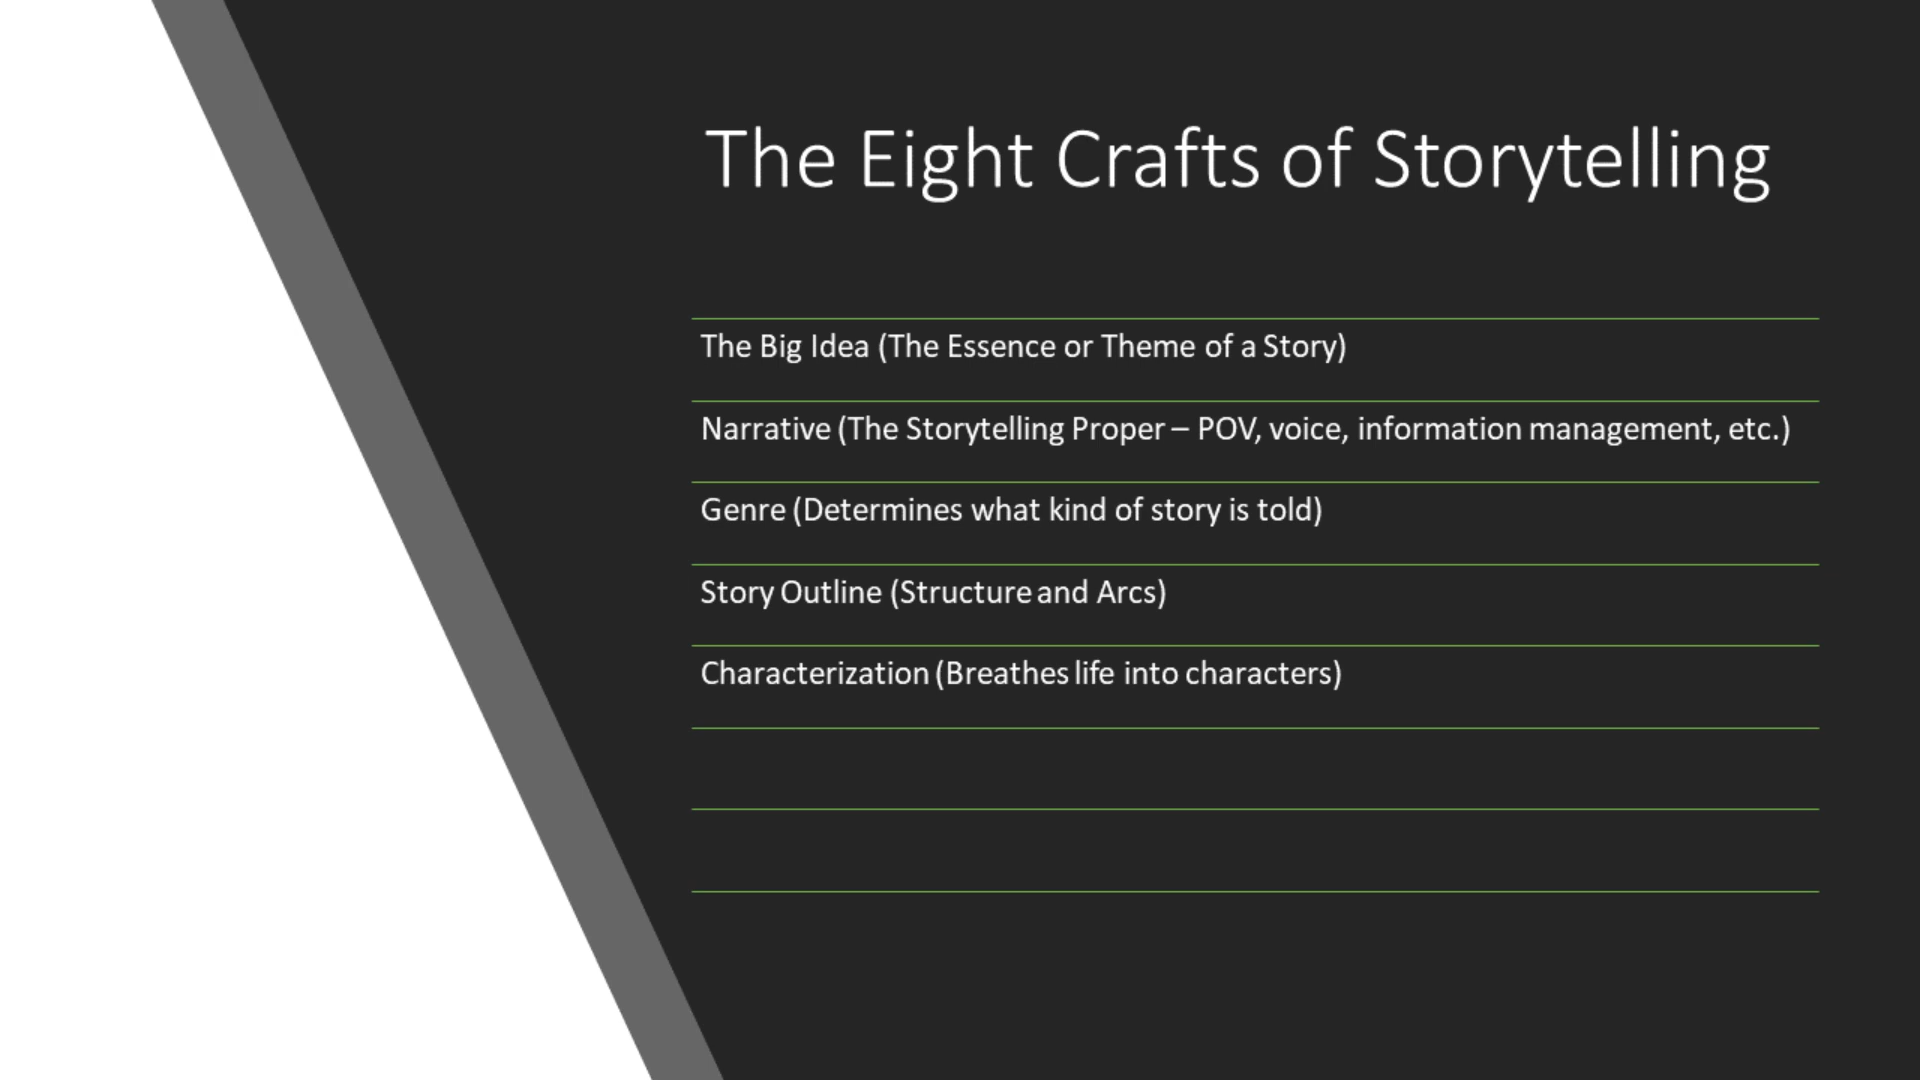 The Eight Crafts of Storytelling
The Big Idea (The Essence or Theme of a Story)
Narrative (The Storytelling Proper – POV, voice, information management, etc.)
Genre (Determines what kind of story is told)
Story Outline (Structure and Arcs)
Characterization (Breathes life into characters)